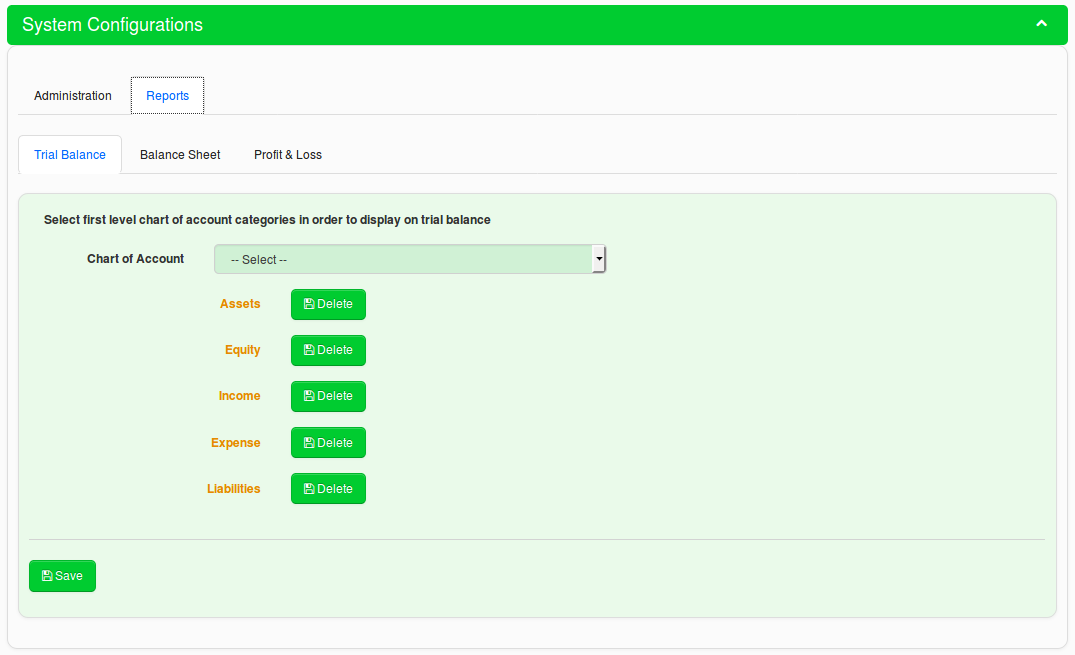 System Configurations
Administration Reports
Trial Balance Balance Sheet Profit & Loss
Select first level chart of account categories in order to display on trial balance
Chart of Account -- Select --
Assets Delete
Equity Delete
Income Delete
Expense Delete
Liabilities Delete
Save